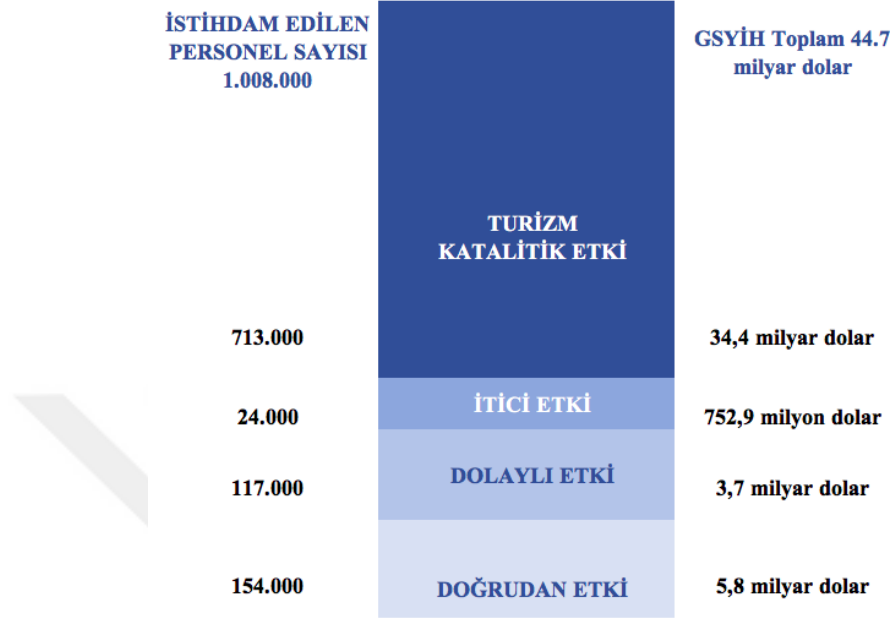 İSTİHDAM EDİLEN
PERSONEL SAYISI
1.008.000
GSYİH Toplam 44.7
milyar dolar
TURİZM
KATALİTİK ETKİ
713.000
34,4 milyar dolar
24.000
İTİCİ ETKİ
752,9 milyon dolar
117.000
DOLAYLI ETKİ
3,7 milyar dolar
154.000
DOĞRUDAN ETKİ
5,8 milyar dolar